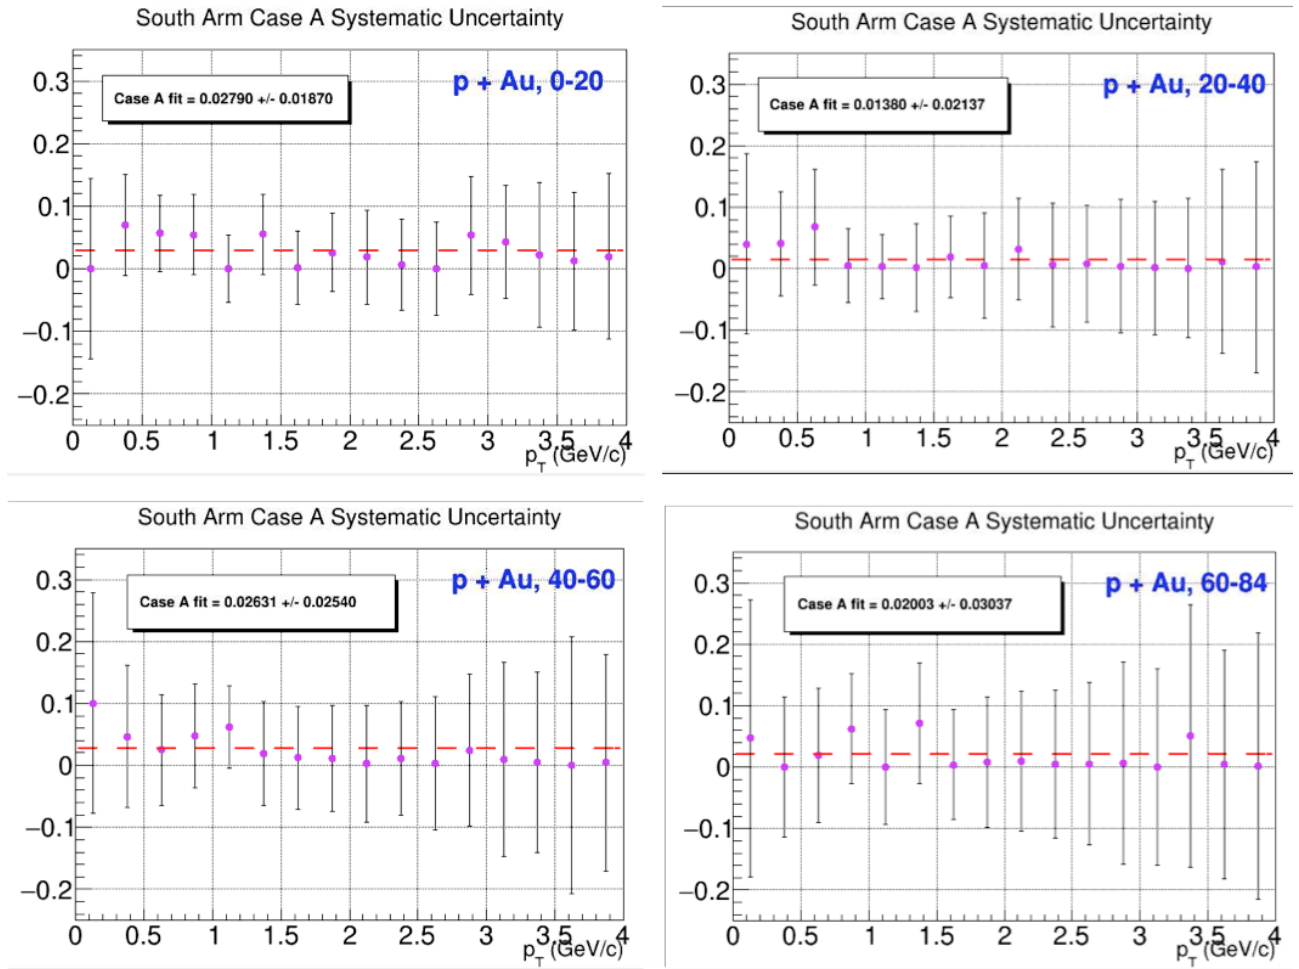 South Arm Case A Systematic Uncertainty
p + Au, 0-20
Case A fit = 0.02790 +/- 0.01870
0.3
0.2
0.1
0
−0.1
−0.2
0 0.5 1 1.5 2 2.5 3 3.5 4
p_T (GeV/c)
South Arm Case A Systematic Uncertainty
p + Au, 20-40
Case A fit = 0.01380 +/- 0.02137
0.3
0.2
0.1
0
−0.1
−0.2
0 0.5 1 1.5 2 2.5 3 3.5 4
p_T (GeV/c)
South Arm Case A Systematic Uncertainty
p + Au, 40-60
Case A fit = 0.02631 +/- 0.02540
0.3
0.2
0.1
0
−0.1
−0.2
0 0.5 1 1.5 2 2.5 3 3.5 4
p_T (GeV/c)
South Arm Case A Systematic Uncertainty
p + Au, 60-84
Case A fit = 0.02003 +/- 0.03037
0.3
0.2
0.1
0
−0.1
−0.2
0 0.5 1 1.5 2 2.5 3 3.5 4
p_T (GeV/c)